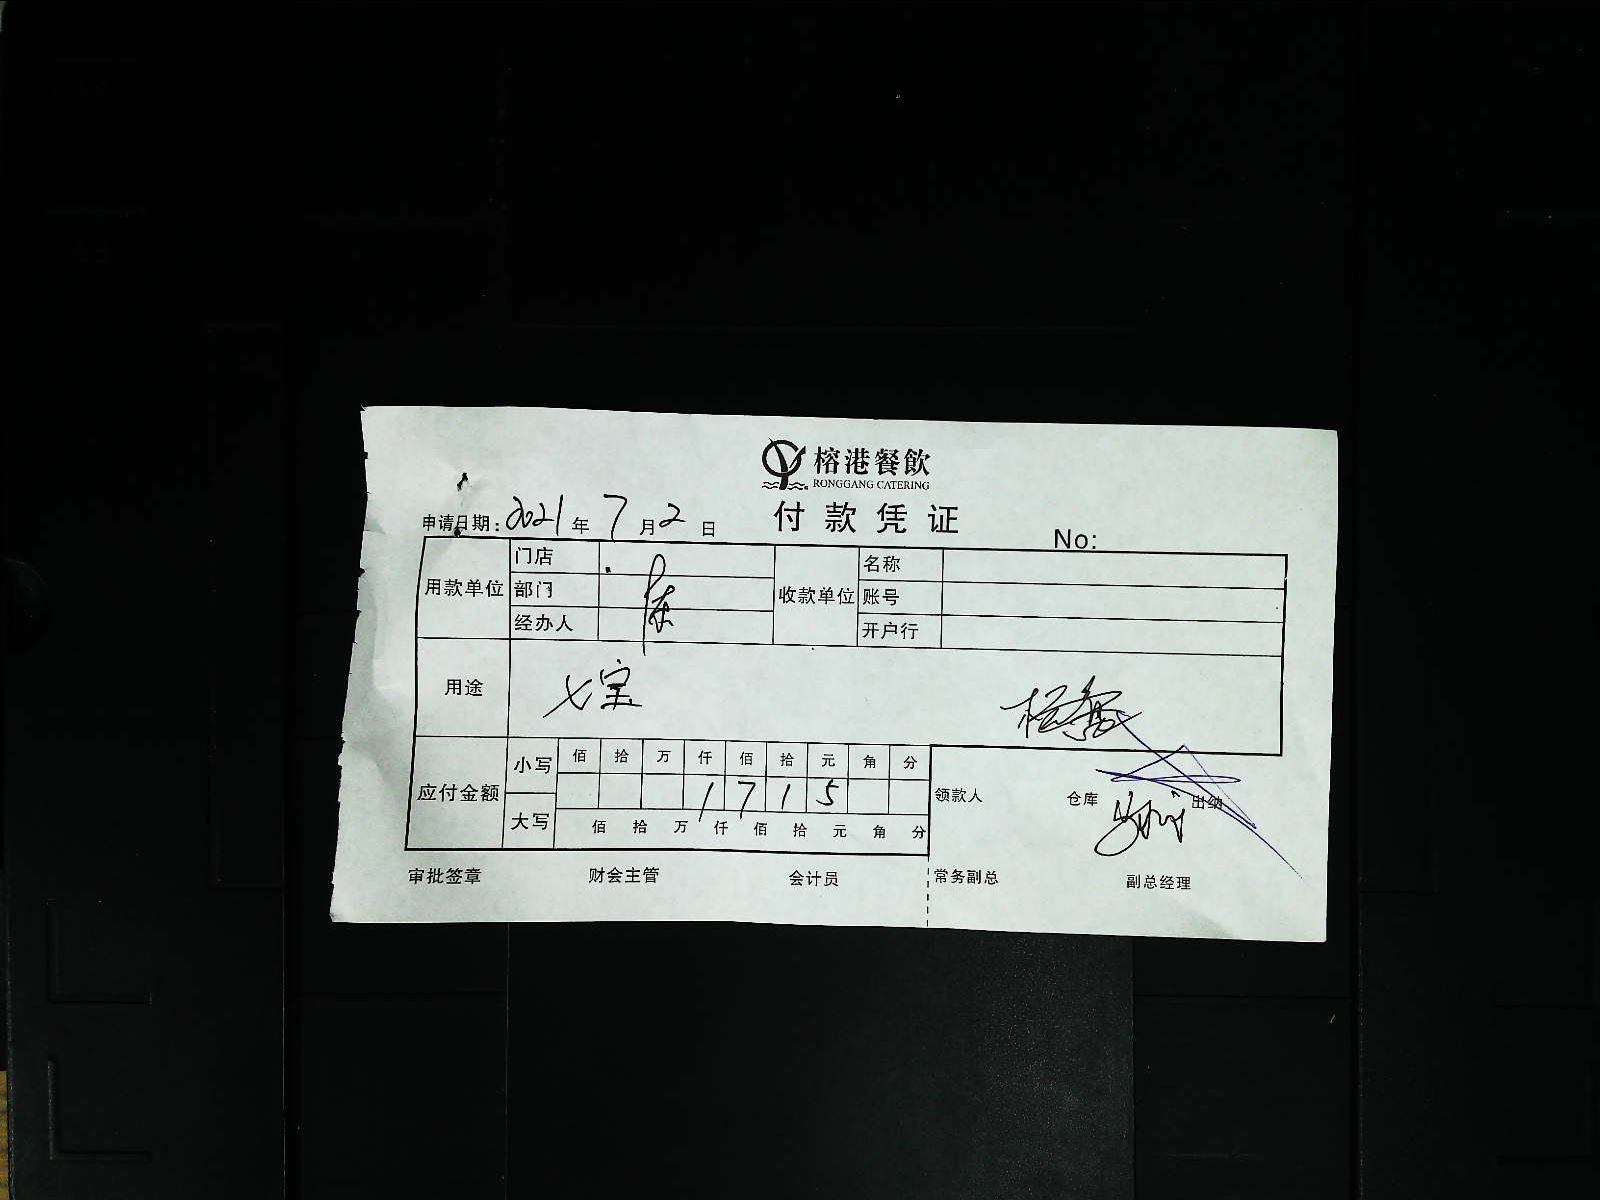 榕港餐飲
RONGGANG CATERING
付款凭证
申请日期: 2021 年 7 月 2 日
No:
用款单位 门店 收款单位 名称
部门 账号
经办人 开户行
用途 七宝
应付金额 小写 佰 拾 万 仟 佰 拾 元 角 分
1 7 1 5
领款人 仓库 出纳
大写 佰 拾 万 仟 佰 拾 元 角 分
审批签章 财会主管 会计员 常务副总 副总经理